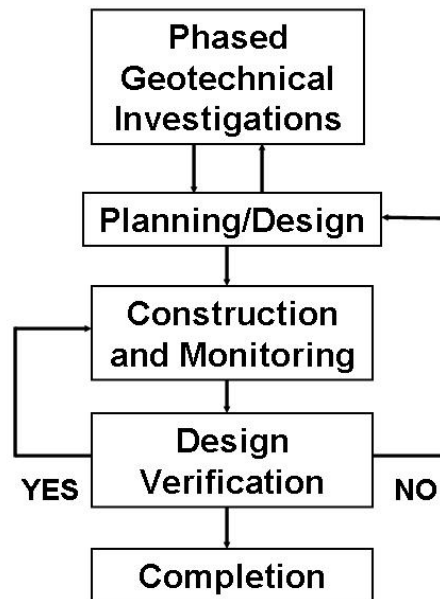 Phased
Geotechnical
Investigations
Planning/Design
Construction
and Monitoring
Design
Verification
YES
NO
Completion